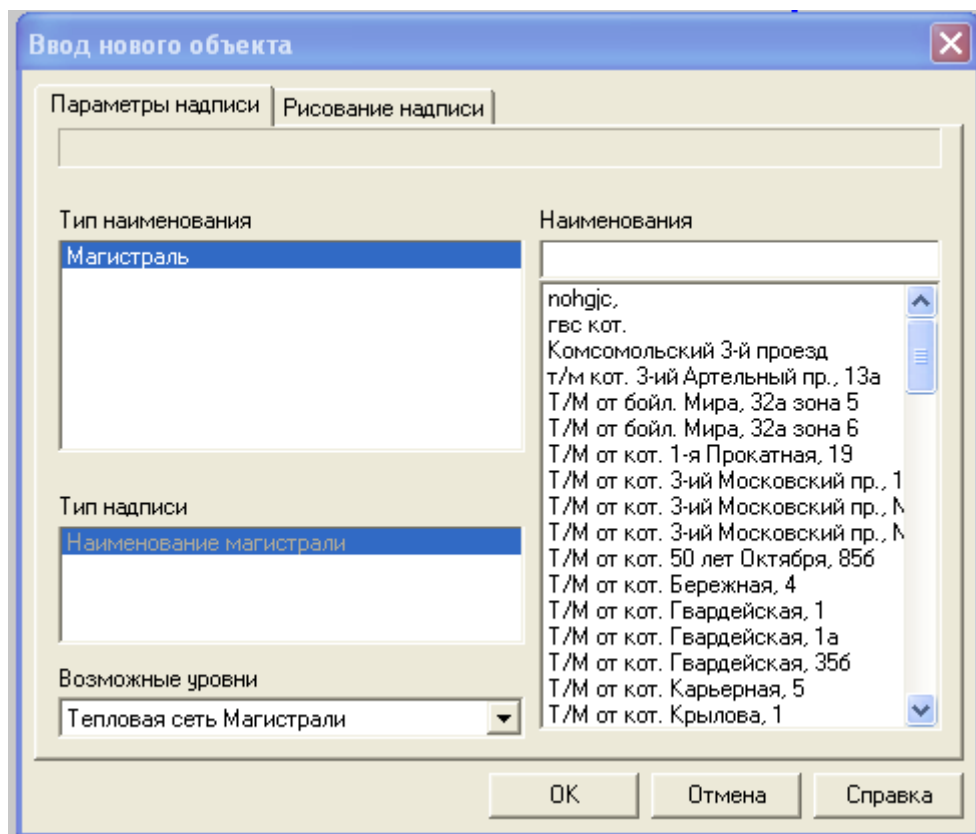 Ввод нового объекта
Параметры надписи
Рисование надписи
Тип наименования
Магистраль
Тип надписи
Наименование магистрали
Возможные уровни
Тепловая сеть Магистрали
Наименования
nohgjc,
гвс кот.
Комсомольский 3-й проезд
т/м кот. 3-ий Артельный пр., 13а
Т/М от бойл. Мира, 32а зона 5
Т/М от бойл. Мира, 32а зона 6
Т/М от кот. 1-я Прокатная, 19
Т/М от кот. 3-ий Московский пр., 1
Т/М от кот. 3-ий Московский пр.,
Т/М от кот. 3-ий Московский пр.,
Т/М от кот. 50 лет Октября, 85б
Т/М от кот. Бережная, 4
Т/М от кот. Гвардейская, 1
Т/М от кот. Гвардейская, 1а
Т/М от кот. Гвардейская, 35б
Т/М от кот. Карьерная, 5
Т/М от кот. Крылова, 1
OK
Отмена
Справка